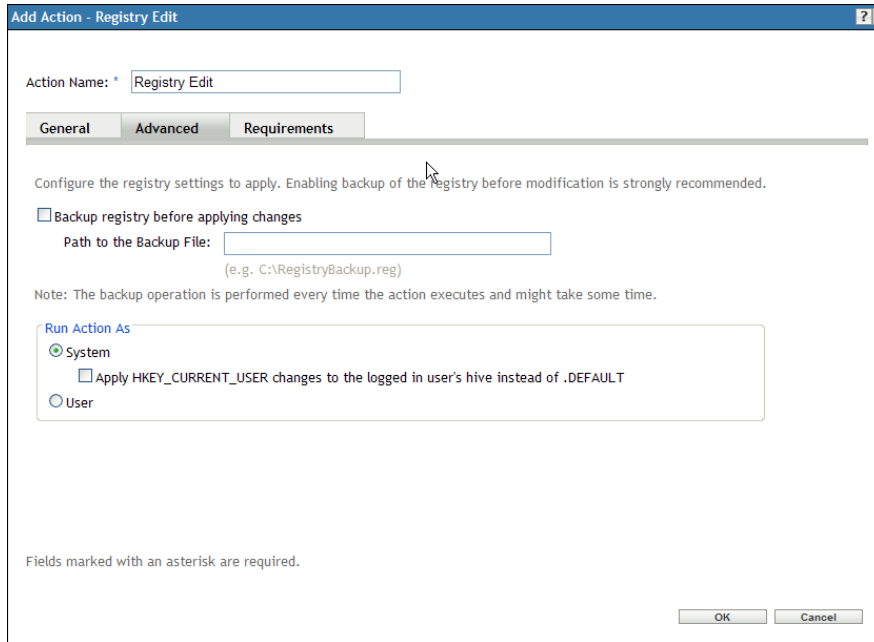 Add Action - Registry Edit ?
Action Name: * Registry Edit
General Advanced Requirements
Configure the registry settings to apply. Enabling backup of the registry before modification is strongly recommended.
Backup registry before applying changes
Path to the Backup File:
(e.g. C:\RegistryBackup.reg)
Note: The backup operation is performed every time the action executes and might take some time.
Run Action As
System
Apply HKEY_CURRENT_USER changes to the logged in user's hive instead of .DEFAULT
User
Fields marked with an asterisk are required.
OK Cancel